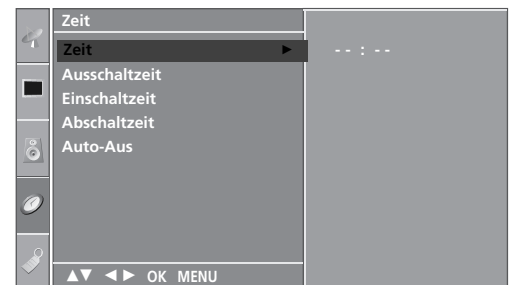 Zeit
Zeit ► - - : - -
Ausschaltzeit
Einschaltzeit
Abschaltzeit
Auto-Aus
▲▼ ◄► OK MENU